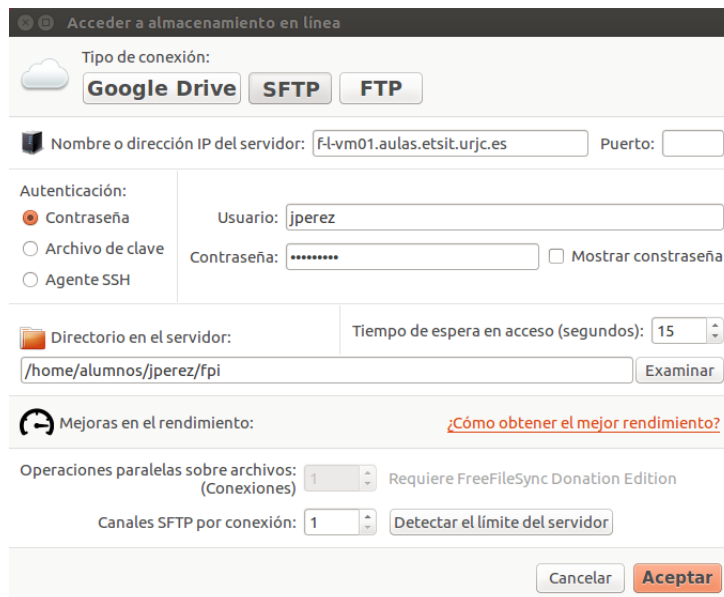 Acceder a almacenamiento en línea
Tipo de conexión:
Google Drive SFTP FTP
Nombre o dirección IP del servidor: f-l-vm01.aulas.etsit.urjc.es Puerto:
Autenticación:
Contraseña
Archivo de clave
Agente SSH
Usuario: jperez
Contraseña: ••••••••• Mostrar constraseña
Directorio en el servidor:
Tiempo de espera en acceso (segundos): 15
/home/alumnos/jperez/fpi Examinar
Mejoras en el rendimiento: ¿Cómo obtener el mejor rendimiento?
Operaciones paralelas sobre archivos:
(Conexiones) 1 Requiere FreeFileSync Donation Edition
Canales SFTP por conexión: 1 Detectar el límite del servidor
Cancelar Aceptar